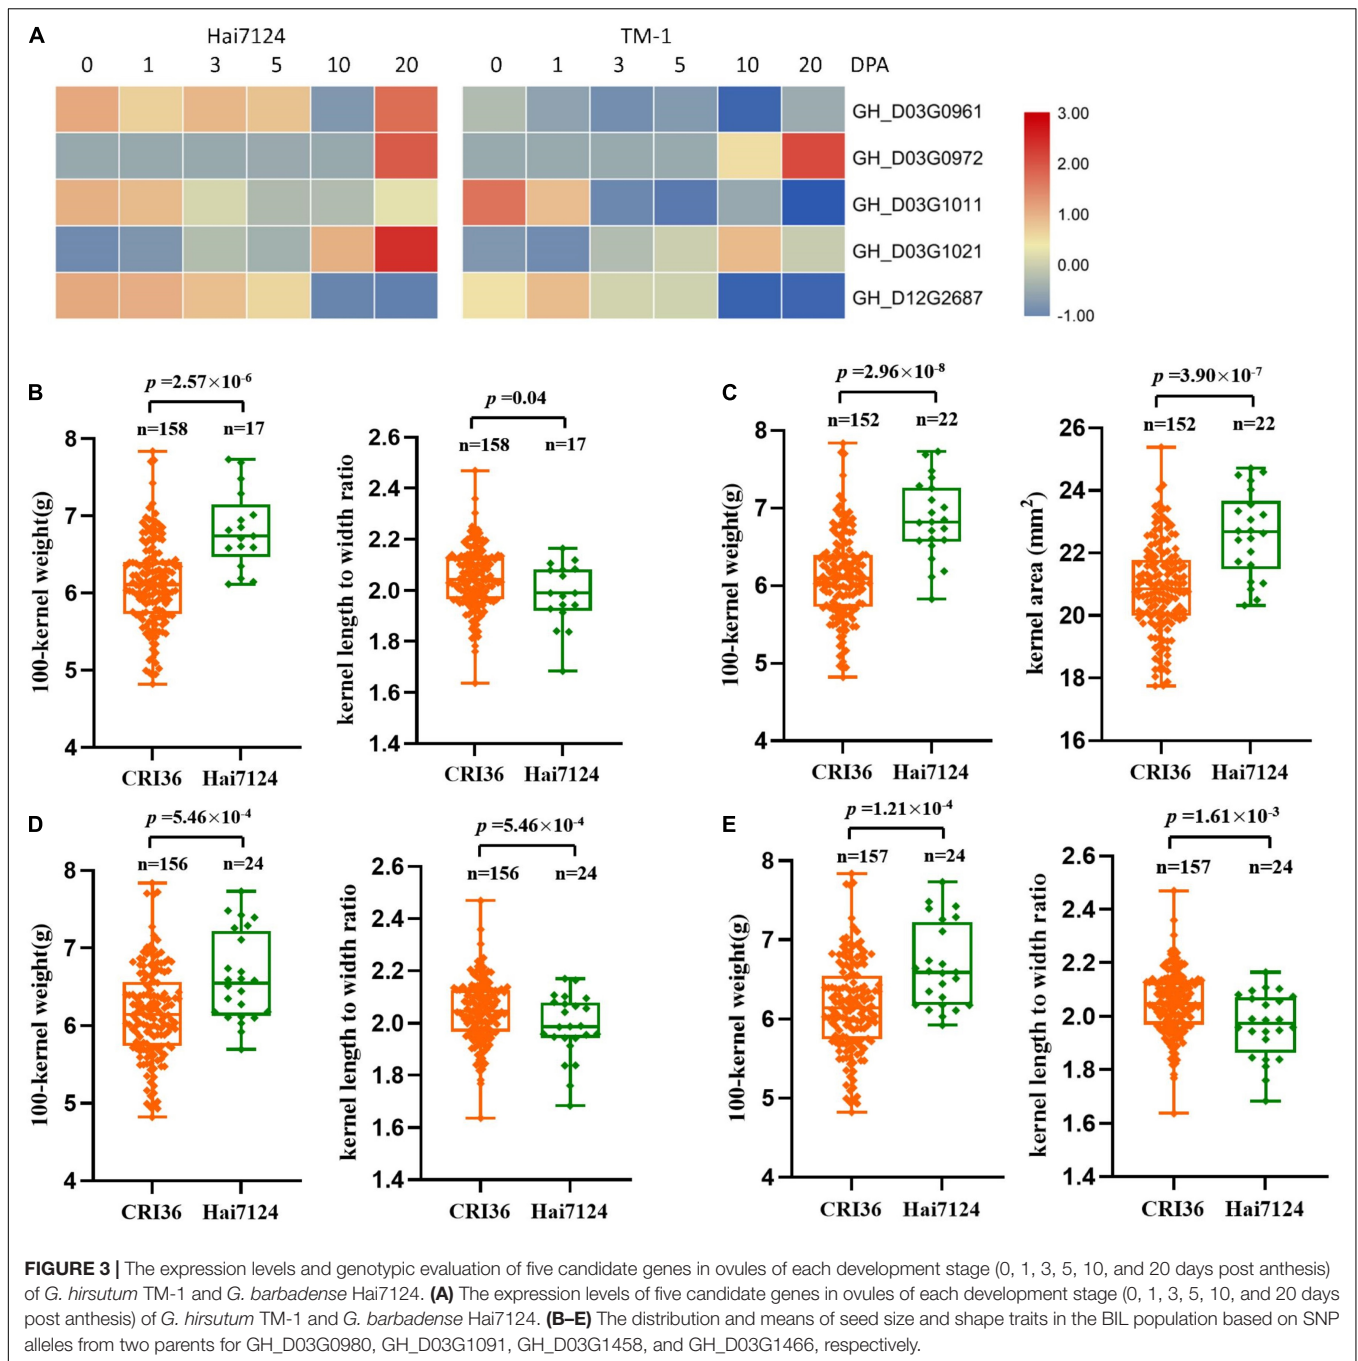 A
Hai7124 TM-1
0 1 3 5 10 20 0 1 3 5 10 20 DPA
GH_D03G0961
GH_D03G0972
GH_D03G1011
GH_D03G1021
GH_D12G2687
3.00
2.00
1.00
0.00
-1.00
B
p =2.57×10-6
n=158 n=17
100-kernel weight(g)
8
7
6
5
4
CRI36 Hai7124
p =0.04
n=158 n=17
kernel length to width ratio
2.6
2.4
2.2
2.0
1.8
1.6
1.4
CRI36 Hai7124
C
p =2.96×10-8
n=152 n=22
100-kernel weight(g)
8
7
6
5
4
CRI36 Hai7124
p =3.90×10-7
n=152 n=22
kernel area (mm2)
26
24
22
20
18
16
CRI36 Hai7124
D
p =5.46×10-4
n=156 n=24
100-kernel weight(g)
8
7
6
5
4
CRI36 Hai7124
p =5.46×10-4
n=156 n=24
kernel length to width ratio
2.6
2.4
2.2
2.0
1.8
1.6
1.4
CRI36 Hai7124
E
p =1.21×10-4
n=157 n=24
100-kernel weight(g)
8
7
6
5
4
CRI36 Hai7124
p =1.61×10-3
n=157 n=24
kernel length to width ratio
2.6
2.4
2.2
2.0
1.8
1.6
1.4
CRI36 Hai7124
FIGURE 3 | The expression levels and genotypic evaluation of five candidate genes in ovules of each development stage (0, 1, 3, 5, 10, and 20 days post anthesis)
of G. hirsutum TM-1 and G. barbadense Hai7124. (A) The expression levels of five candidate genes in ovules of each development stage (0, 1, 3, 5, 10, and 20 days
post anthesis) of G. hirsutum TM-1 and G. barbadense Hai7124. (B–E) The distribution and means of seed size and shape traits in the BIL population based on SNP
alleles from two parents for GH_D03G0980, GH_D03G1091, GH_D03G1458, and GH_D03G1466, respectively.